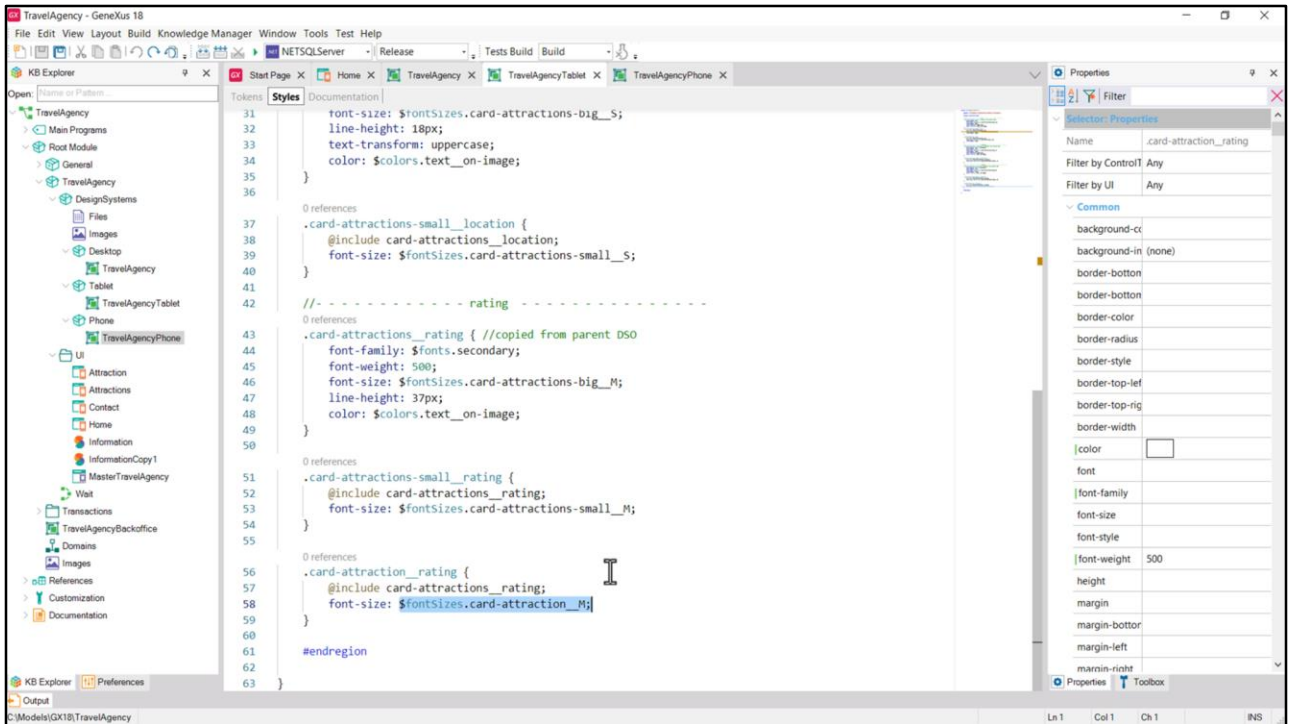 GX TravelAgency - GeneXus 18
File Edit View Layout Build Knowledge Manager Window Tools Test Help
NETSQLServer Release Tests Build Build
KB Explorer
Open: Name or Pattern...
TravelAgency
Main Programs
Root Module
General
TravelAgency
DesignSystems
Files
Images
Desktop
TravelAgency
Tablet
TravelAgencyTablet
Phone
TravelAgencyPhone
UI
Attraction
Attractions
Contact
Home
Information
InformationCopy1
MasterTravelAgency
Wait
Transactions
TravelAgencyBackoffice
Domains
Images
References
Customization
Documentation
KB Explorer Preferences
GX Start Page X Home X TravelAgency X TravelAgencyTablet X TravelAgencyPhone X
Tokens Styles Documentation
31 font-size: $fontSizes.card-attractions-big__S;
32 line-height: 18px;
33 text-transform: uppercase;
34 color: $colors.text__on-image;
35 }
36
0 references
37 .card-attractions-small__location {
38 @include card-attractions__location;
39 font-size: $fontSizes.card-attractions-small__S;
40 }
41
42 //- - - - - - - - - - - - rating - - - - - - - - - - - - - - -
0 references
43 .card-attractions__rating { //copied from parent DSO
44 font-family: $fonts.secondary;
45 font-weight: 500;
46 font-size: $fontSizes.card-attractions-big__M;
47 line-height: 37px;
48 color: $colors.text__on-image;
49 }
50
0 references
51 .card-attractions-small__rating {
52 @include card-attractions__rating;
53 font-size: $fontSizes.card-attractions-small__M;
54 }
55
0 references
56 .card-attraction__rating {
57 @include card-attractions__rating;
58 font-size: $fontSizes.card-attraction__M;
59 }
60
61 #endregion
62
63 }
Properties
Filter
Selector: Properties
Name .card-attraction__rating
Filter by ControlT Any
Filter by UI Any
Common
background-co
background-in (none)
border-botton
border-botton
border-color
border-radius
border-style
border-top-lef
border-top-rig
border-width
color
font
font-family
font-size
font-style
font-weight 500
height
margin
margin-bottor
margin-left
margin-right
Properties Toolbox
Output
C:\Models\GX18\TravelAgency
Ln 1 Col 1 Ch 1 INS